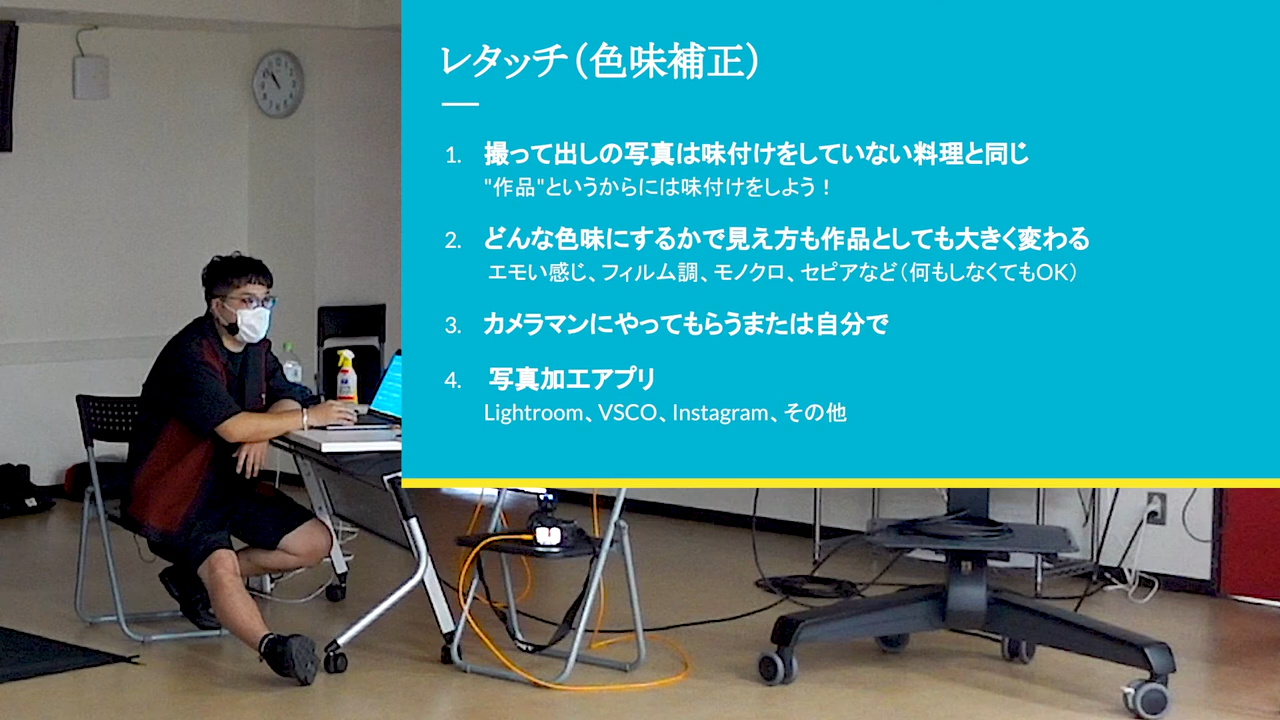 レタッチ（色味補正）
1. 撮って出しの写真は味付けをしていない料理と同じ
"作品"というからには味付けをしよう！
2. どんな色味にするかで見え方も作品としても大きく変わる
エモい感じ、フィルム調、モノクロ、セピアなど（何もしなくてもOK）
3. カメラマンにやってもらうまたは自分で
4. 写真加工アプリ
Lightroom、VSCO、Instagram、その他